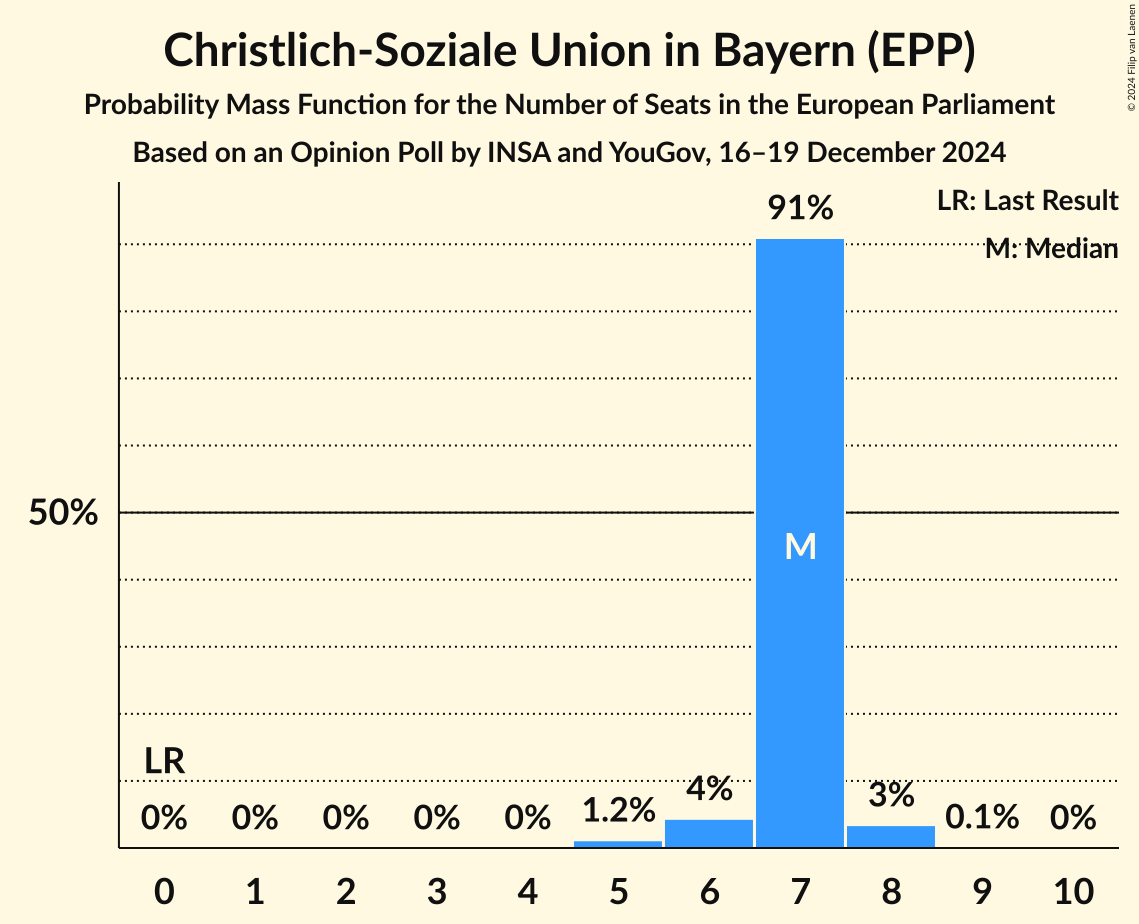 Christlich-Soziale Union in Bayern (EPP)
Probability Mass Function for the Number of Seats in the European Parliament
Based on an Opinion Poll by INSA and YouGov, 16–19 December 2024
© 2024 Filip van Laenen
LR: Last Result
M: Median
91%
50%
M
LR
0% 0% 0% 0% 0% 1.2% 4% 3% 0.1% 0%
0 1 2 3 4 5 6 7 8 9 10